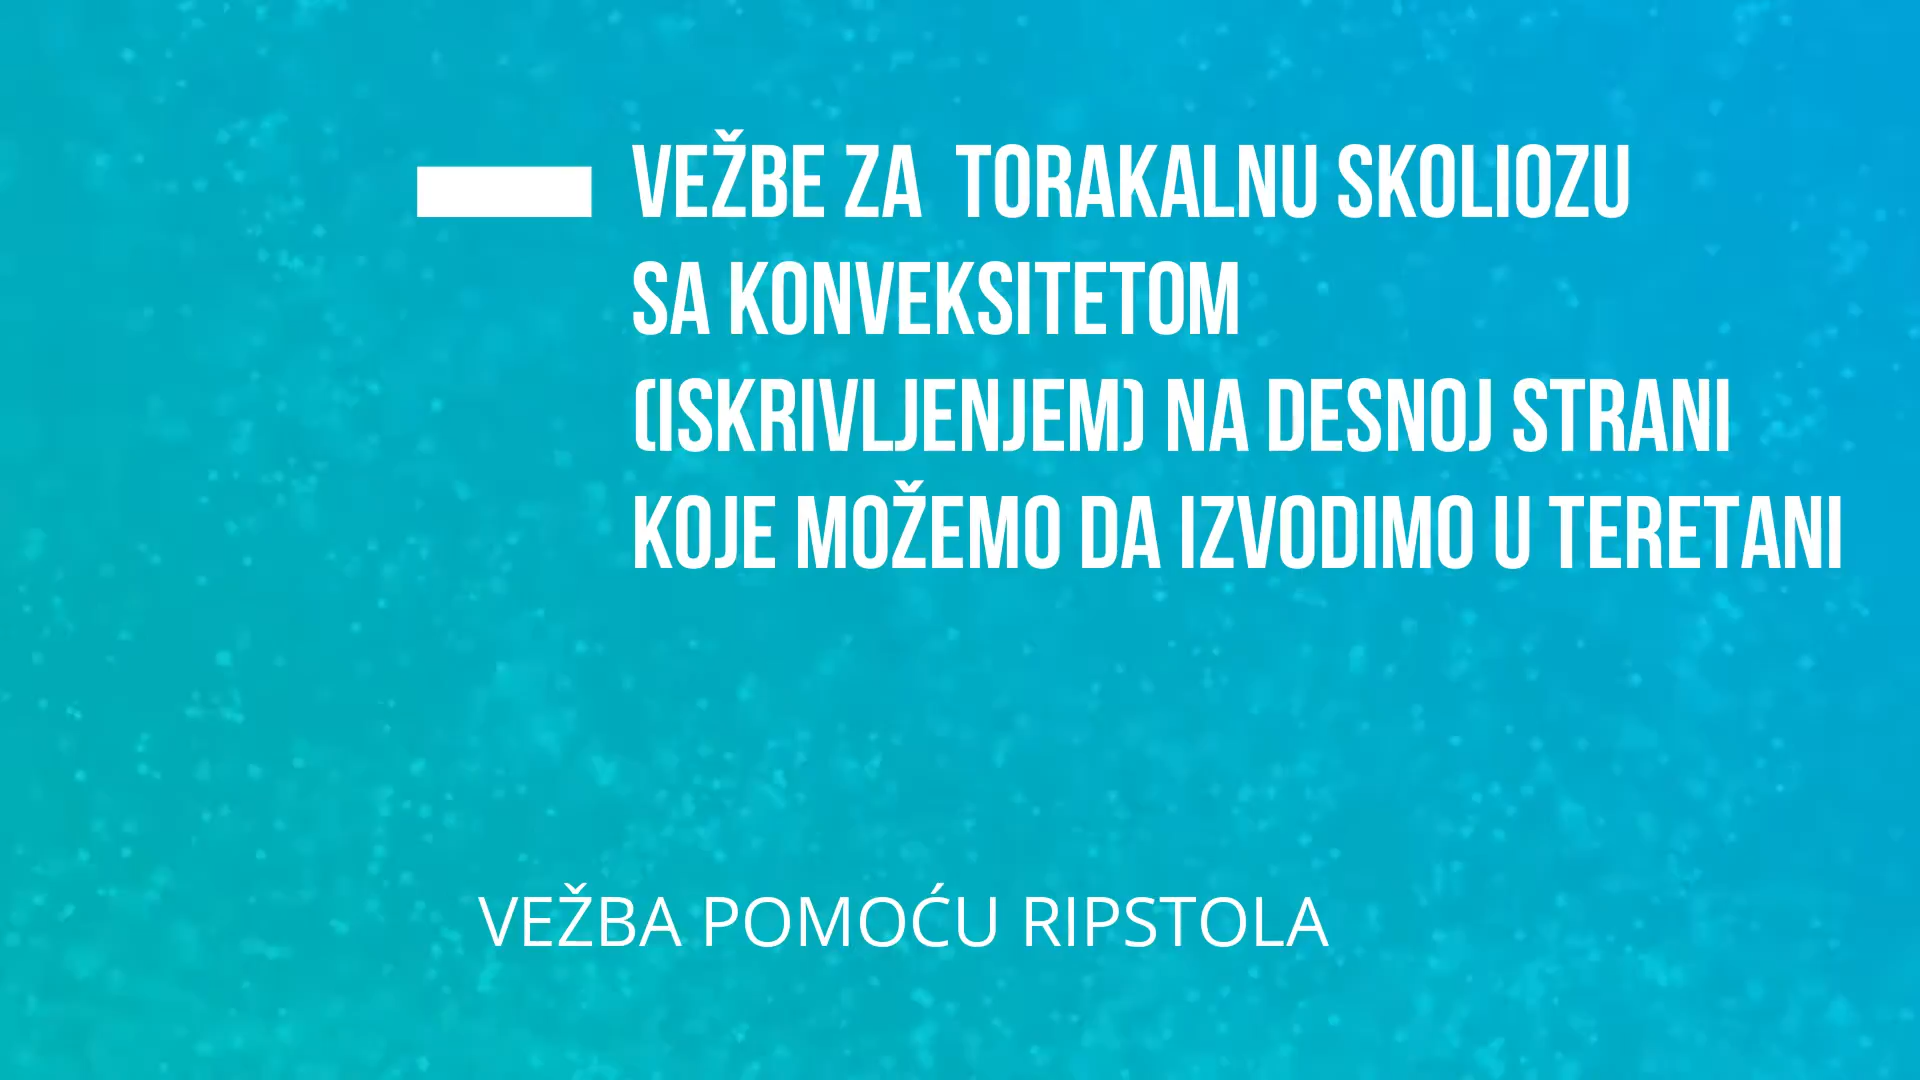 VEŽBE ZA  TORAKALNU SKOLIOZU
SA KONVEKSITETOM
(ISKRIVLJENJEM) NA DESNOJ STRANI
KOJE MOŽEMO DA IZVODIMO U TERETANI
VEŽBA POMOĆU RIPSTOLA